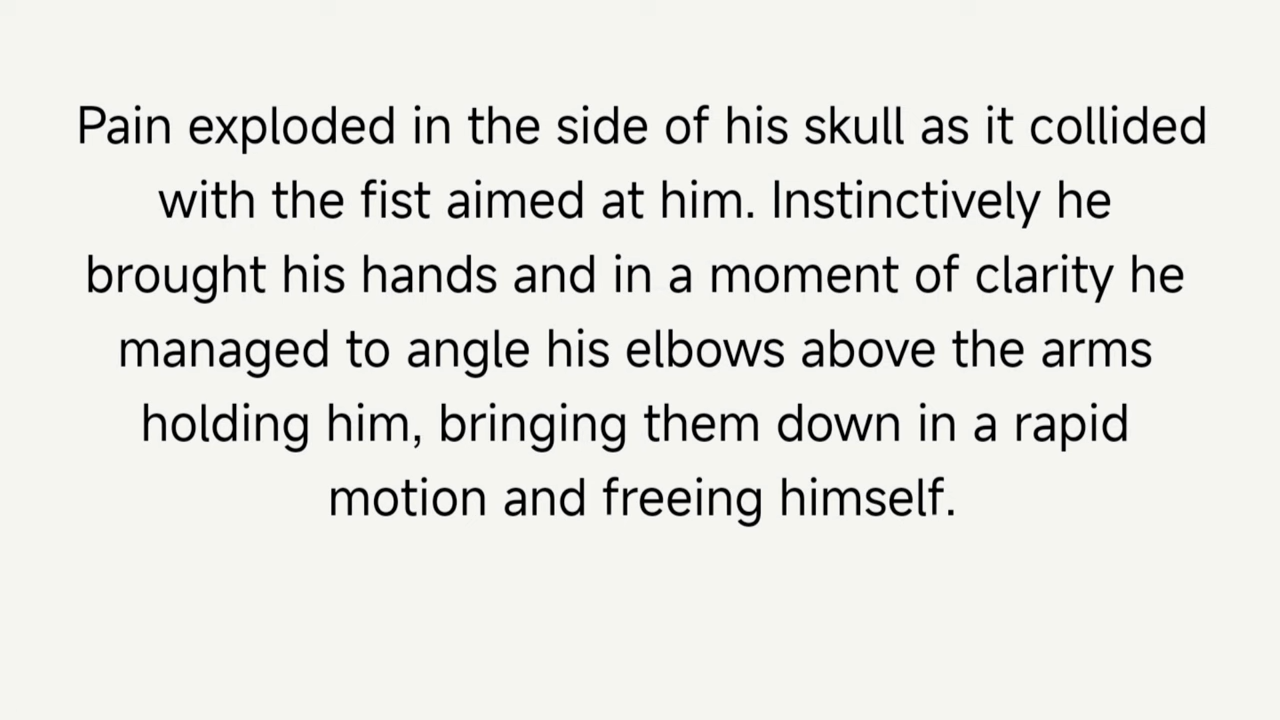 Pain exploded in the side of his skull as it collided
with the fist aimed at him. Instinctively he
brought his hands and in a moment of clarity he
managed to angle his elbows above the arms
holding him, bringing them down in a rapid
motion and freeing himself.